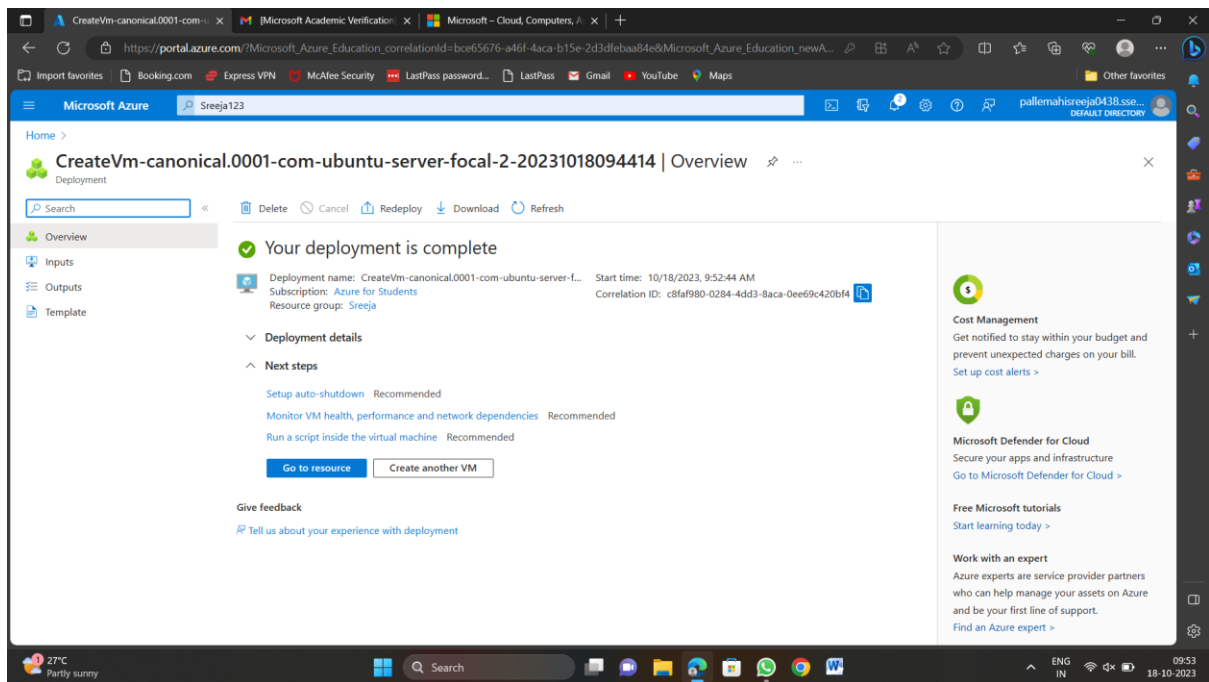 CreateVm-canonical.0001-com-u
[Microsoft Academic Verification]
Microsoft – Cloud, Computers, A
https://portal.azure.com/?Microsoft_Azure_Education_correlationId=bce65676-a46f-4aca-b15e-2d3dfebaa84e&Microsoft_Azure_Education_newA...
Import favorites Booking.com Express VPN McAfee Security LastPass password... LastPass Gmail YouTube Maps Other favorites
Microsoft Azure Sreeja123 2 pallemahisreeja0438.sse...
DEFAULT DIRECTORY
Home >
CreateVm-canonical.0001-com-ubuntu-server-focal-2-20231018094414 | Overview ...
Deployment
Search « Delete Cancel Redeploy Download Refresh
Overview
Inputs
Outputs
Template
Your deployment is complete
Deployment name: CreateVm-canonical.0001-com-ubuntu-server-f... Start time: 10/18/2023, 9:52:44 AM
Subscription: Azure for Students Correlation ID: c8faf980-0284-4dd3-8aca-0ee69c420bf4
Resource group: Sreeja
Deployment details
Next steps
Setup auto-shutdown Recommended
Monitor VM health, performance and network dependencies Recommended
Run a script inside the virtual machine Recommended
Go to resource Create another VM
Give feedback
Tell us about your experience with deployment
$
Cost Management
Get notified to stay within your budget and
prevent unexpected charges on your bill.
Set up cost alerts >
Microsoft Defender for Cloud
Secure your apps and infrastructure
Go to Microsoft Defender for Cloud >
Free Microsoft tutorials
Start learning today >
Work with an expert
Azure experts are service provider partners
who can help manage your assets on Azure
and be your first line of support.
Find an Azure expert >
1 27°C
Partly sunny
Search
ENG
IN
09:53
18-10-2023